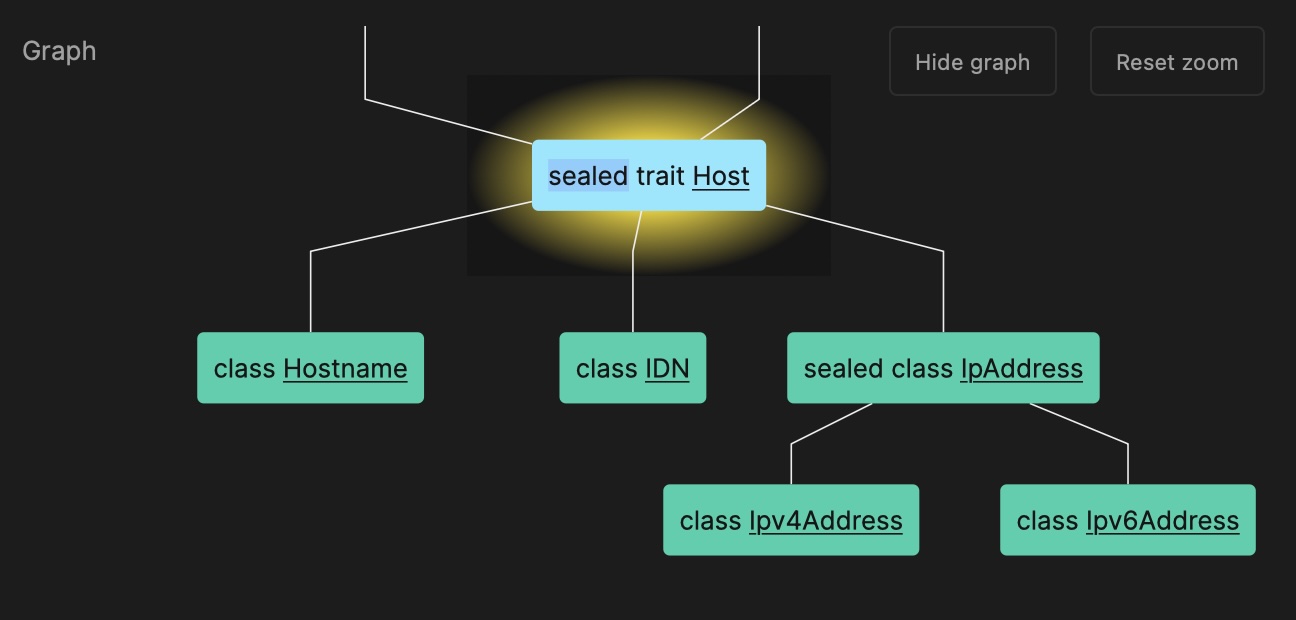 Graph
Hide graph
Reset zoom
sealed trait Host
class Hostname
class IDN
sealed class IpAddress
class Ipv4Address
class Ipv6Address